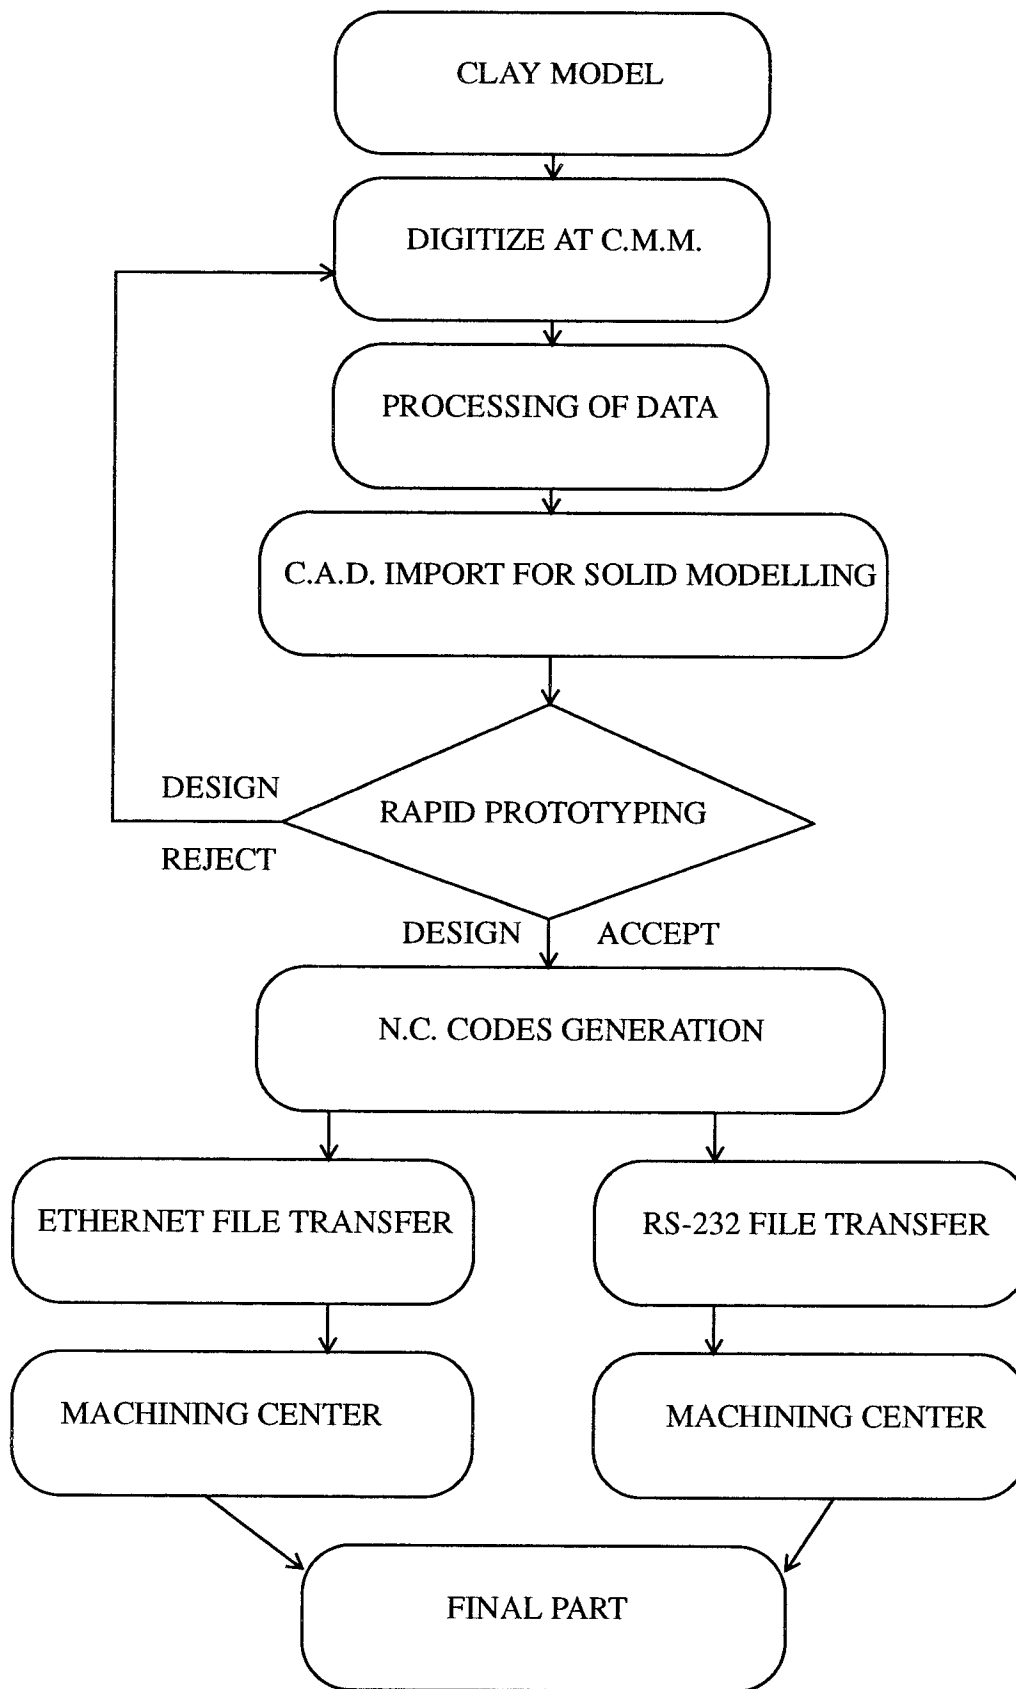 CLAY MODEL
DIGITIZE AT C.M.M.
PROCESSING OF DATA
C.A.D. IMPORT FOR SOLID MODELLING
DESIGN
RAPID PROTOTYPING
REJECT
DESIGN ACCEPT
N.C. CODES GENERATION
ETHERNET FILE TRANSFER
RS-232 FILE TRANSFER
MACHINING CENTER
MACHINING CENTER
FINAL PART